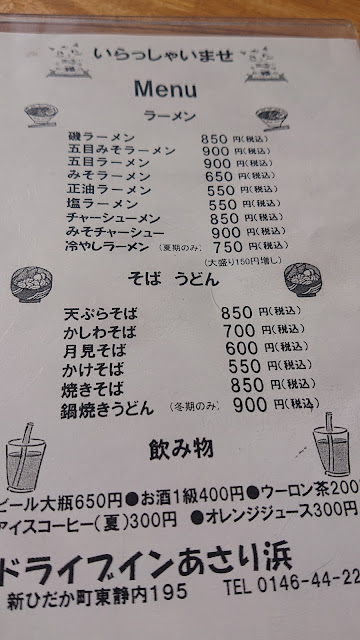 いらっしゃいませ
Menu
ラーメン
磯ラーメン 850円(税込)
五目みそラーメン 900円(税込)
五目ラーメン 900円(税込)
みそラーメン 650円(税込)
正油ラーメン 550円(税込)
塩ラーメン 550円(税込)
チャーシューメン 850円(税込)
みそチャーシュー 900円(税込)
冷やしラーメン (夏期のみ) 750円(税込)
(大盛り150円増し)
そば うどん
天ぷらそば 850円(税込)
かしわそば 700円(税込)
月見そば 600円(税込)
かけそば 550円(税込)
焼きそば 850円(税込)
鍋焼きうどん (冬期のみ) 900円(税込)
飲み物
ビール大瓶650円●お酒1級400円●ウーロン茶200円
アイスコーヒー(夏)300円 ●オレンジジュース300円
ドライブインあさり浜
新ひだか町東静内195 TEL 0146-44-22